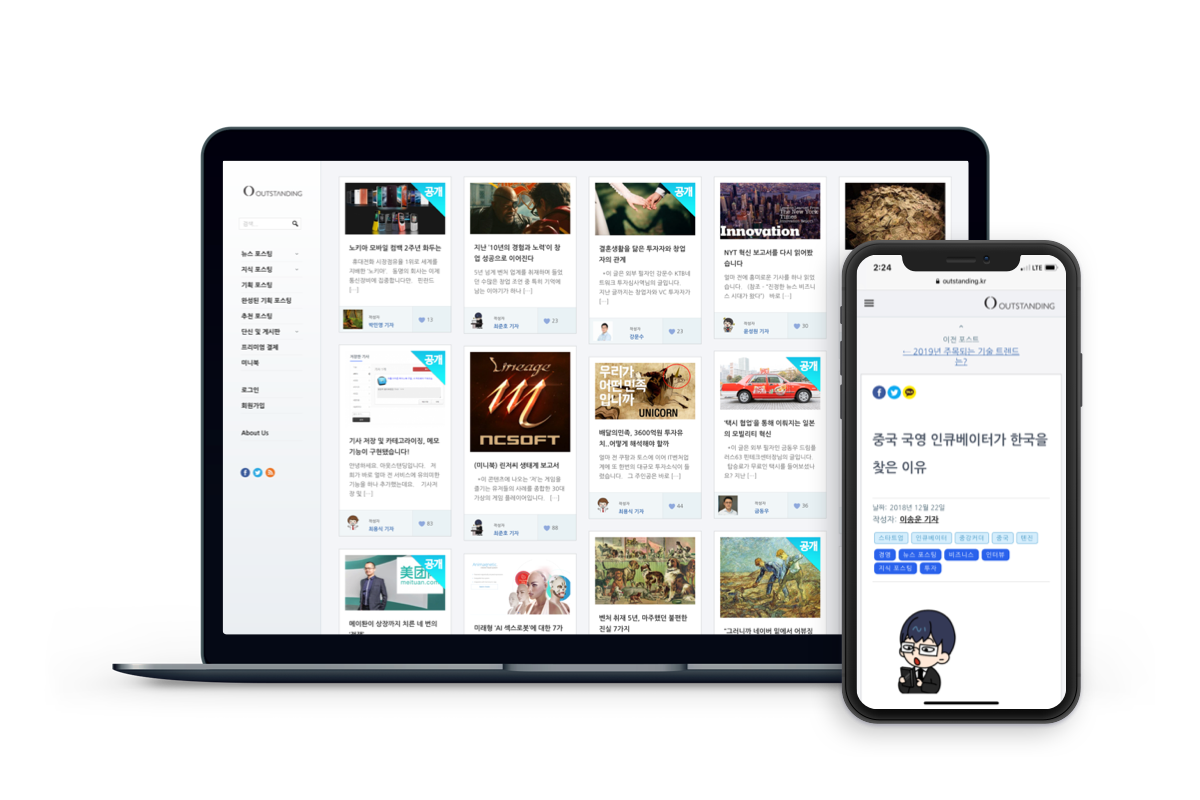 OUTSTANDING
검색...
뉴스 포스팅
지식 포스팅
기획 포스팅
완성된 기획 포스팅
추천 포스팅
단신 및 게시판
프리미엄 결제
미니북
로그인
회원가입
About Us
공개
노키아 모바일 컴백 2주년 화두는
휴대전화 시장점유율 1위로 세계를
지배한 '노키아'. 동명의 회사는 이제
통신장비에 집중합니다만. 핀란드
[···]
작성자
박민영 기자
13
공개
기사 저장 및 카테고라이징, 메모
기능이 구현됐습니다!
안녕하세요. 아웃스탠딩입니다. 저
희가 바로 얼마 전 서비스에 유의미한
기능을 하나 추가했는데요. 기사저
장 및 [···]
작성자
최용식 기자
83
공개
美团
meituan.com
메이퇀이 상장까지 치른 네 번의
지난 '10년의 경험과 노력'이 창
업 성공으로 이어진다
5년 넘게 벤처 업계를 취재하며 들었
던 수많은 창업 조언 중 특히 기억에
남는 이야기가 하나 [···]
작성자
최준호 기자
23
Lineage
M
NCSOFT
(미니북) 린저씨 생태계 보고서
*이 콘텐츠에 나오는 '저'는 게임을
즐기는 유저들의 사례를 종합한 30대
가상의 게임 플레이어입니다. [···]
작성자
최준호 기자
88
미래형 'AI 섹스로봇'에 대한 7가
공개
결혼생활을 닮은 투자자와 창업
자의 관계
*이 글은 외부 필자인 강문수 KTB네
트워크 투자심사역님의 글입니다.
지난 글까지는 창업자와 VC 투자자가
[···]
작성자
강문수
23
우리가
어떤민족
입니까
UNICORN
배달의민족, 3600억원 투자유
치..어떻게 해석해야 할까
얼마 전 쿠팡과 토스에 이어 IT벤처업
계에 또 한번의 대규모 투자소식이 들
렸습니다. 그 주인공은 바로 [···]
작성자
최용식 기자
44
벤처 취재 5년, 마주했던 불편한
진실 7가지
The New York
Times
Innovation
NYT 혁신 보고서를 다시 읽어봤
습니다
얼마 전에 흥미로운 기사를 하나 읽었
습니다. (참조 - "진정한 뉴스 비즈니
스 시대가 왔다") 바로 [···]
작성자
윤성원 기자
30
공개
'택시 협업'을 통해 이뤄지는 일본
의 모빌리티 혁신
*이 글은 외부 필자인 금동우 드림플
러스63 핀테크센터장님의 글입니다.
탑승료가 무료인 택시를 들어보셨나
요? 지난 [···]
작성자
금동우
36
공개
"그러니까 네이버 밑에서 어뷰징
2:24
LTE
outstanding.kr
OUTSTANDING
이전 포스트
← 2019년 주목되는 기술 트렌드
는?
중국 국영 인큐베이터가 한국을
찾은 이유
날짜: 2018년 12월 22일
작성자: 이송운 기자
스타트업 인큐베이터 중관커더 중국 텐진
경영 뉴스 포스팅 비즈니스 인터뷰
지식 포스팅 투자